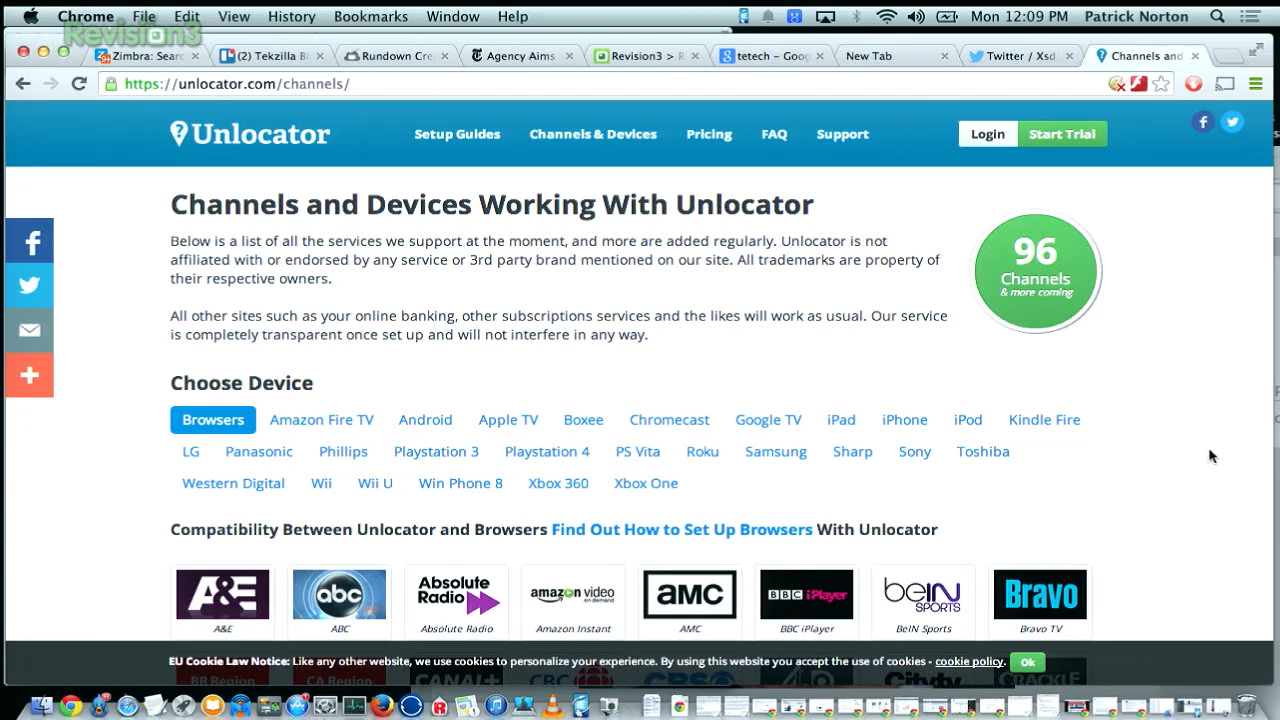 Chrome File Edit View History Bookmarks Window Help Mon 12:09 PM Patrick Norton
Revision3
Zimbra: Sear
(2) Tekzilla B
Rundown Cre
Agency Aims
Revision3 > R
tetech - Goog
New Tab
Twitter / Xsd
Channels and
https://unlocator.com/channels/
Unlocator
Setup Guides Channels & Devices Pricing FAQ Support
Login Start Trial
Channels and Devices Working With Unlocator
Below is a list of all the services we support at the moment, and more are added regularly. Unlocator is not
affiliated with or endorsed by any service or 3rd party brand mentioned on our site. All trademarks are property of
their respective owners.
96
Channels
& more coming
All other sites such as your online banking, other subscriptions services and the likes will work as usual. Our service
is completely transparent once set up and will not interfere in any way.
Choose Device
Browsers Amazon Fire TV Android Apple TV Boxee Chromecast Google TV iPad iPhone iPod Kindle Fire
LG Panasonic Phillips Playstation 3 Playstation 4 PS Vita Roku Samsung Sharp Sony Toshiba
Western Digital Wii Wii U Win Phone 8 Xbox 360 Xbox One
Compatibility Between Unlocator and Browsers Find Out How to Set Up Browsers With Unlocator
A&E abc Absolute Radio amazon video on demand AMC BBC iPlayer beIN SPORTS Bravo
A&E ABC Absolute Radio Amazon Instant AMC BBC iPlayer BeIN Sports Bravo TV
EU Cookie Law Notice: Like any other website, we use cookies to personalize your experience. By using this website you accept the use of cookies - cookie policy. Ok
BR Region CA Region CANAL+ CBC CBS 4OD Citytv CRACKLE